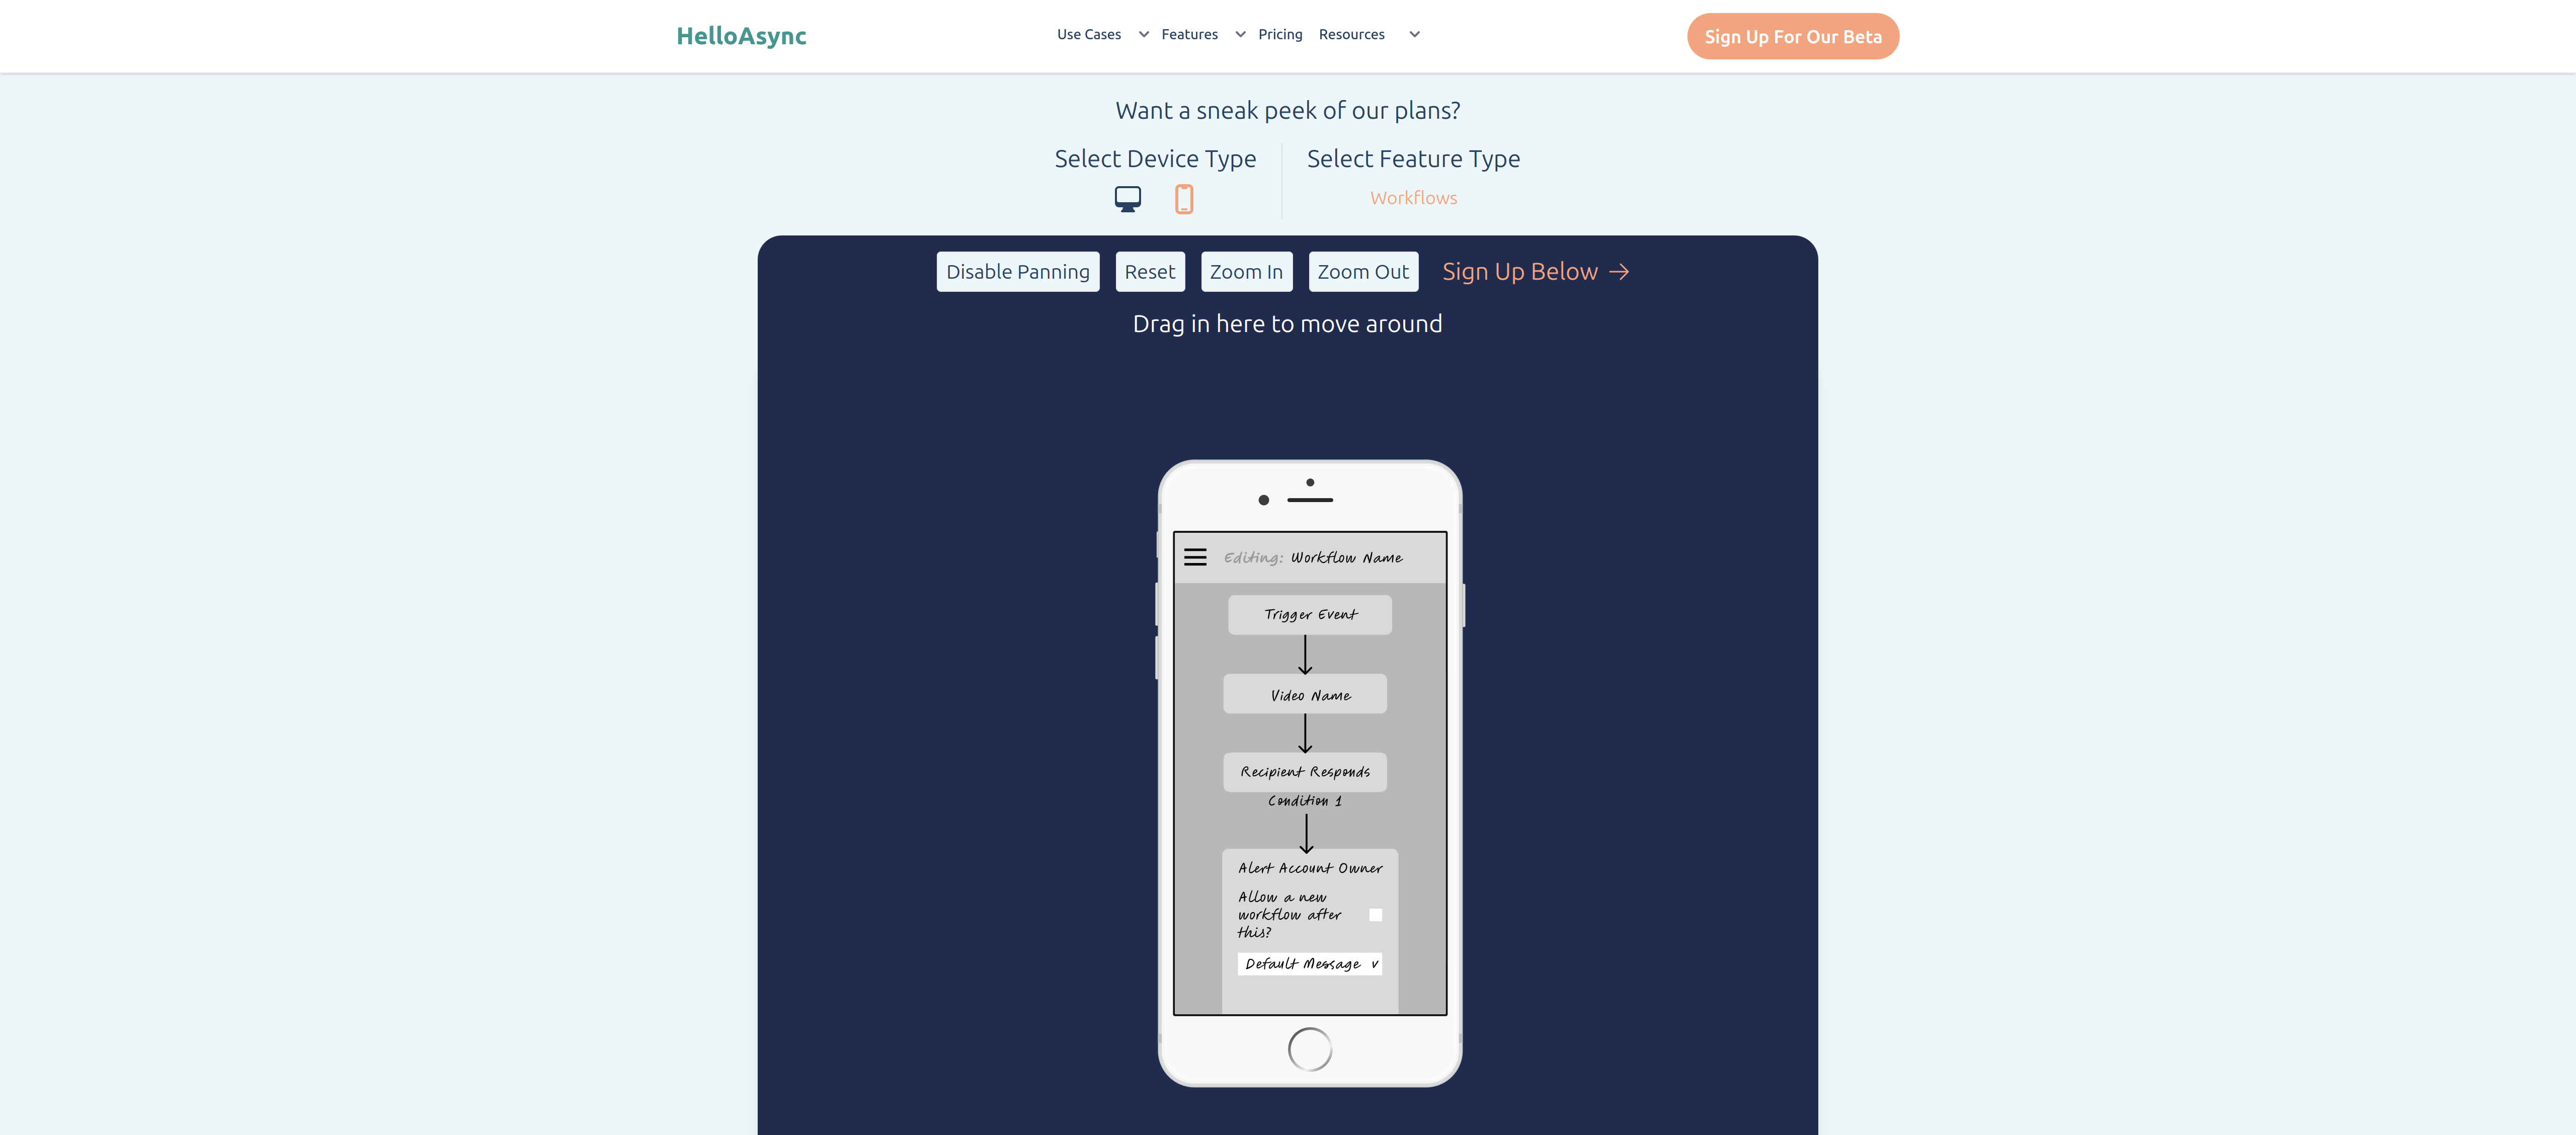 HelloAsync
Use Cases
Features
Pricing
Resources
Sign Up For Our Beta
Want a sneak peek of our plans?
Select Device Type
Select Feature Type
Workflows
Disable Panning
Reset
Zoom In
Zoom Out
Sign Up Below →
Drag in here to move around
Editing: Workflow Name
Trigger Event
Video Name
Recipient Responds
Condition 1
Alert Account Owner
Allow a new
workflow after
this?
Default Message v